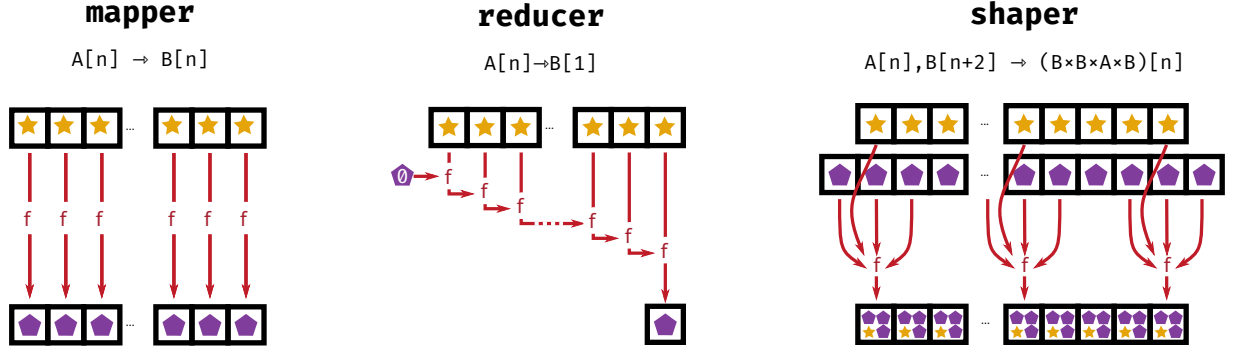 mapper
A[n] → B[n]
...
f f f f f f
...
reducer
A[n]→B[1]
...
0
f
f
f
f
f
f
shaper
A[n],B[n+2] → (B×B×A×B)[n]
...
...
f f f
...